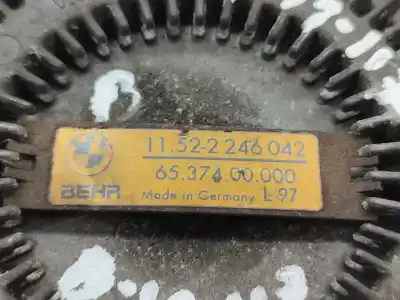 11.52-2 246 042
65.374.00.000
BEHR Made in Germany L 97
B